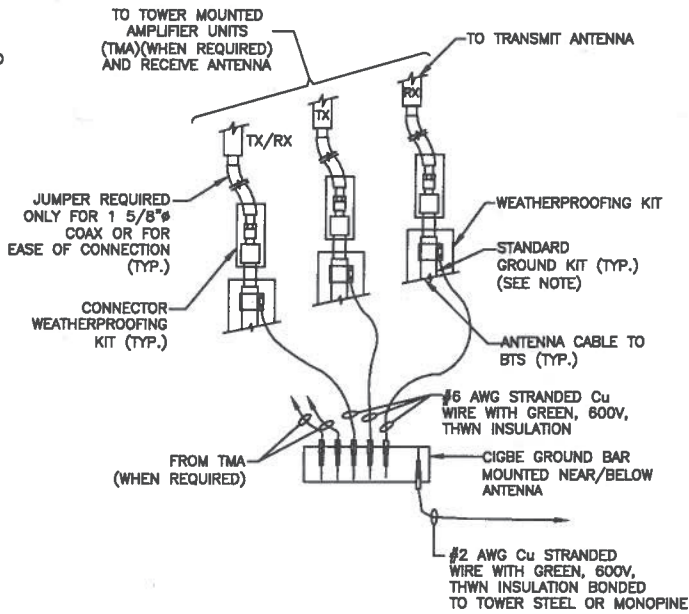 TO TOWER MOUNTED
AMPLIFIER UNITS
(TMA)(WHEN REQUIRED)
AND RECEIVE ANTENNA
TO TRANSMIT ANTENNA
TX/RX
TX
RX
JUMPER REQUIRED
ONLY FOR 1 5/8"ø
COAX OR FOR
EASE OF CONNECTION
(TYP.)
WEATHERPROOFING KIT
STANDARD
GROUND KIT (TYP.)
(SEE NOTE)
CONNECTOR
WEATHERPROOFING
KIT (TYP.)
ANTENNA CABLE TO
BTS (TYP.)
#6 AWG STRANDED Cu
WIRE WITH GREEN, 600V,
THWN INSULATION
FROM TMA
(WHEN REQUIRED)
CIGBE GROUND BAR
MOUNTED NEAR/BELOW
ANTENNA
#2 AWG Cu STRANDED
WIRE WITH GREEN, 600V,
THWN INSULATION BONDED
TO TOWER STEEL OR MONOPINE